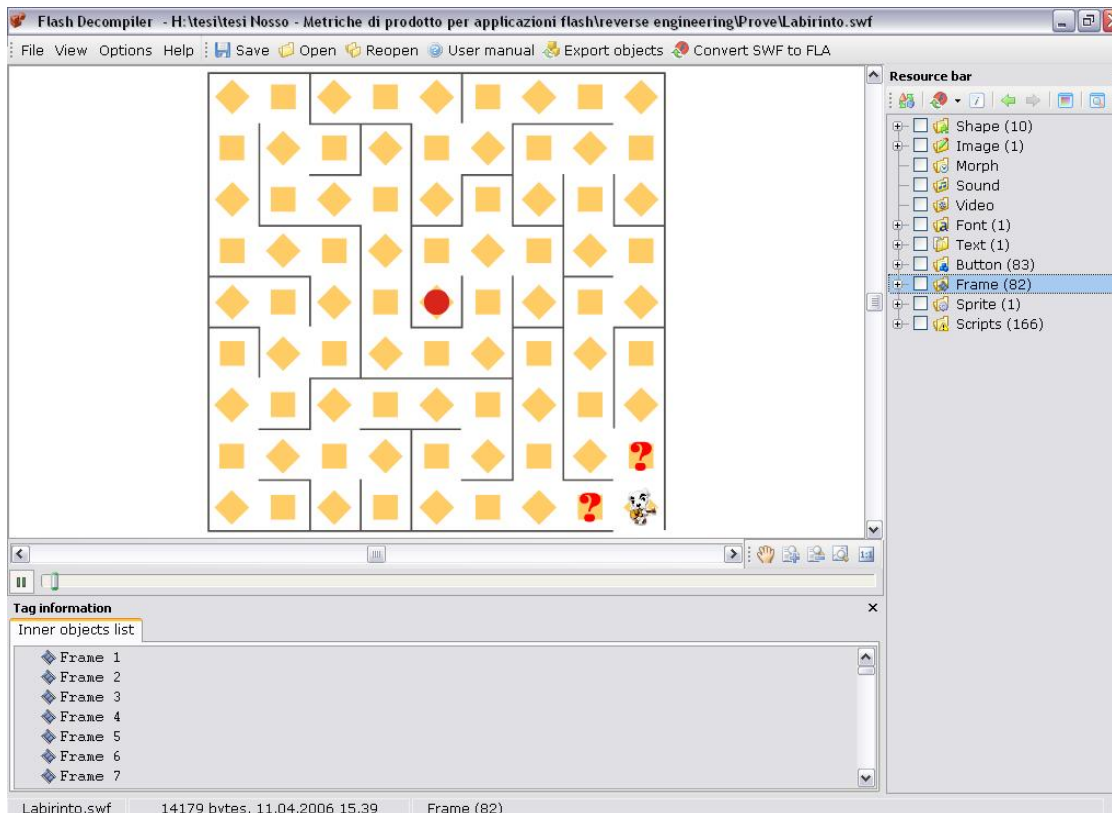 Flash Decompiler - H:\tesi\tesi Nosso - Metriche di prodotto per applicazioni flash\reverse engineering\Prove\Labirinto.swf
File View Options Help Save Open Reopen User manual Export objects Convert SWF to FLA
Resource bar
Shape (10)
Image (1)
Morph
Sound
Video
Font (1)
Text (1)
Button (83)
Frame (82)
Sprite (1)
Scripts (166)
?
?
1:1
Tag information
Inner objects list
Frame 1
Frame 2
Frame 3
Frame 4
Frame 5
Frame 6
Frame 7
Labirinto.swf 14179 bytes, 11.04.2006 15.39 Frame (82)